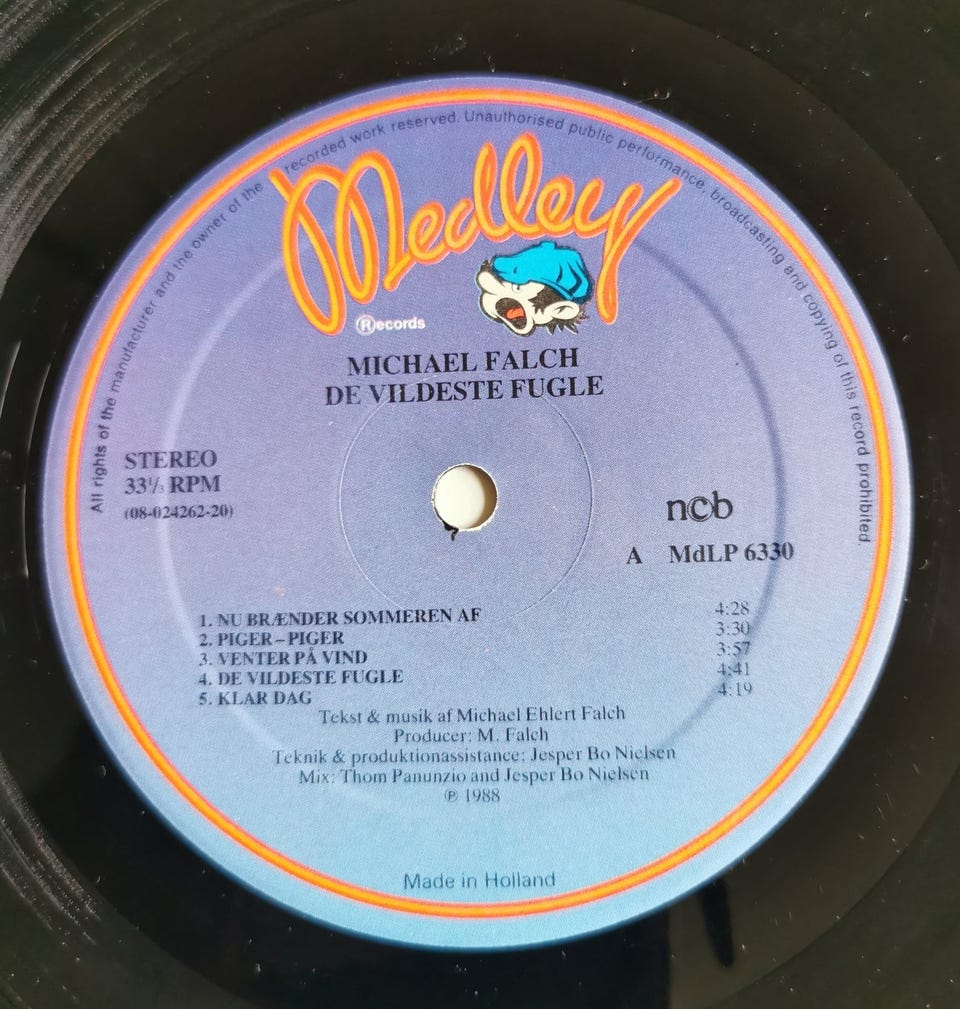 All rights of the manufacturer and the owner of the recorded work reserved. Unauthorised public performance, broadcasting and copying of this record prohibited.
Medley
Ⓡecords
MICHAEL FALCH
DE VILDESTE FUGLE
STEREO
33⅓ RPM
(08-024262-20)
ncb
A MdLP 6330
1. NU BRÆNDER SOMMEREN AF 4:28
2. PIGER–PIGER 3:30
3. VENTER PÅ VIND 3:57
4. DE VILDESTE FUGLE 4:41
5. KLAR DAG 4:19
Tekst & musik af Michael Ehlert Falch
Producer: M. Falch
Teknik & produktionassistance: Jesper Bo Nielsen
Mix: Thom Panunzio and Jesper Bo Nielsen
℗ 1988
Made in Holland